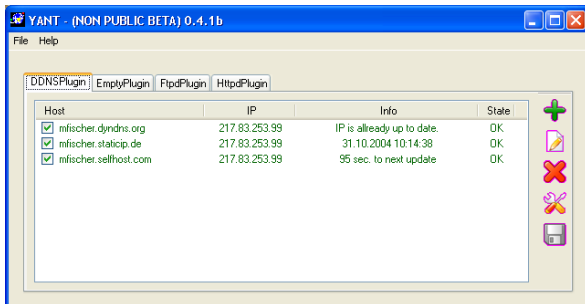 YANT - (NON PUBLIC BETA) 0.4.1b
File Help
DDNSPlugin EmptyPlugin FtpdPlugin HttpdPlugin
Host IP Info State
mfischer.dyndns.org 217.83.253.99 IP is allready up to date. OK
mfischer.staticip.de 217.83.253.99 31.10.2004 10:14:38 OK
mfischer.selfhost.com 217.83.253.99 95 sec. to next update OK